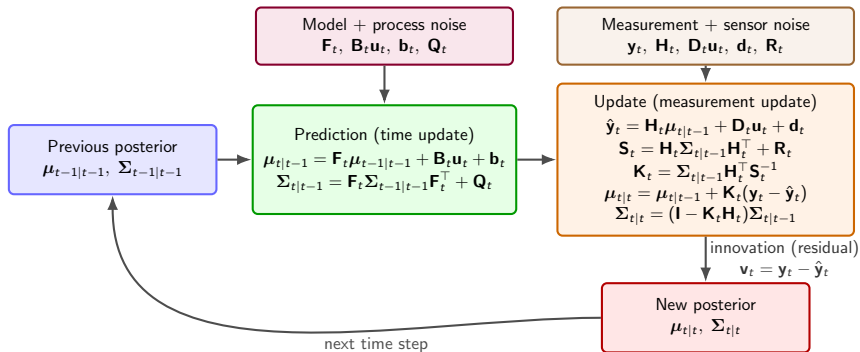 Model + process noise
F_t, B_t u_t, b_t, Q_t
Measurement + sensor noise
y_t, H_t, D_t u_t, d_t, R_t
Previous posterior
μ_{t−1|t−1}, Σ_{t−1|t−1}
Prediction (time update)
μ_{t|t−1} = F_t μ_{t−1|t−1} + B_t u_t + b_t
Σ_{t|t−1} = F_t Σ_{t−1|t−1} F_t^⊤ + Q_t
Update (measurement update)
ŷ_t = H_t μ_{t|t−1} + D_t u_t + d_t
S_t = H_t Σ_{t|t−1} H_t^⊤ + R_t
K_t = Σ_{t|t−1} H_t^⊤ S_t^{−1}
μ_{t|t} = μ_{t|t−1} + K_t(y_t − ŷ_t)
Σ_{t|t} = (I − K_t H_t)Σ_{t|t−1}
innovation (residual)
v_t = y_t − ŷ_t
New posterior
μ_{t|t}, Σ_{t|t}
next time step